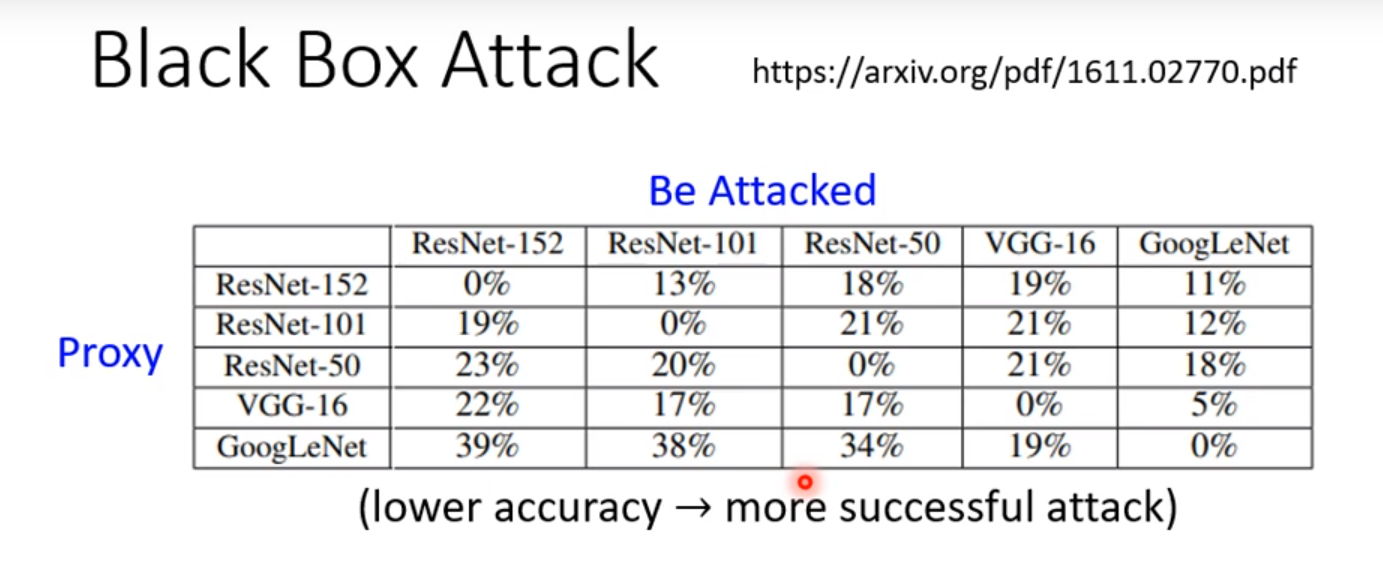 Black Box Attack
https://arxiv.org/pdf/1611.02770.pdf
Be Attacked
ResNet-152 ResNet-101 ResNet-50 VGG-16 GoogLeNet
ResNet-152 0% 13% 18% 19% 11%
ResNet-101 19% 0% 21% 21% 12%
Proxy
ResNet-50 23% 20% 0% 21% 18%
VGG-16 22% 17% 17% 0% 5%
GoogLeNet 39% 38% 34% 19% 0%
(lower accuracy → more successful attack)